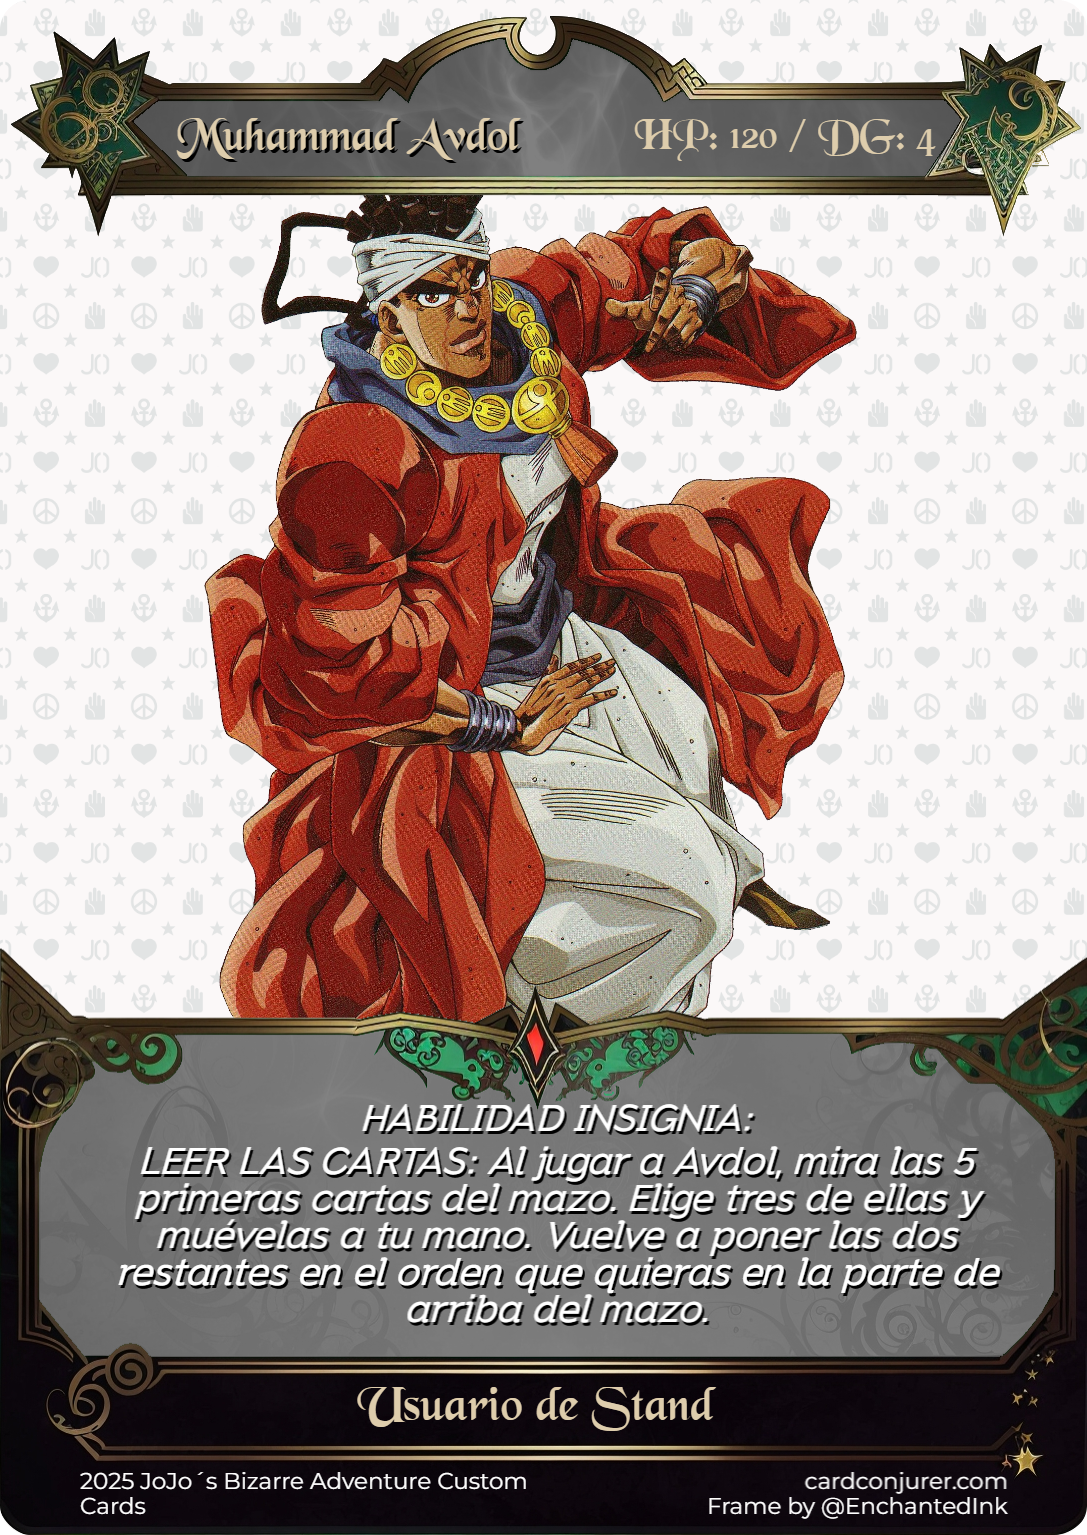 Muhammad Avdol HP: 120 / DG: 4
HABILIDAD INSIGNIA:
LEER LAS CARTAS: Al jugar a Avdol, mira las 5
primeras cartas del mazo. Elige tres de ellas y
muévelas a tu mano. Vuelve a poner las dos
restantes en el orden que quieras en la parte de
arriba del mazo.
Usuario de Stand
2025 JoJo´s Bizarre Adventure Custom
Cards
cardconjurer.com
Frame by @EnchantedInk